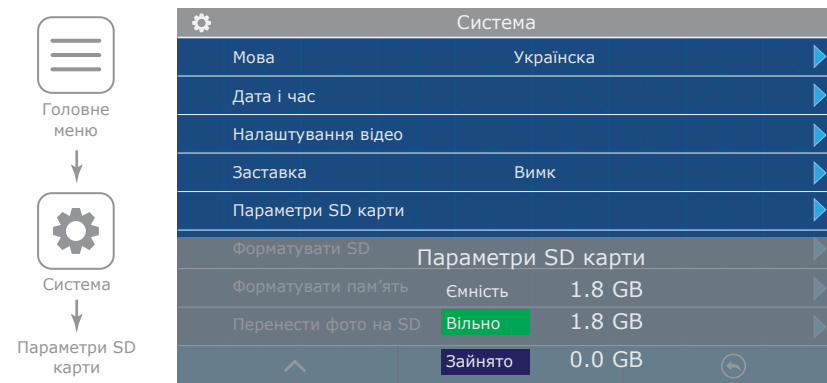 Головне
меню
Система
Параметри SD
карти
Система
Мова Українска
Дата і час
Налаштування відео
Заставка Вимк
Параметри SD карти
Форматувати SD
Форматувати пам’ять
Перенести фото на SD
Параметри SD карти
Ємність 1.8 GB
Вільно 1.8 GB
Зайнято 0.0 GB